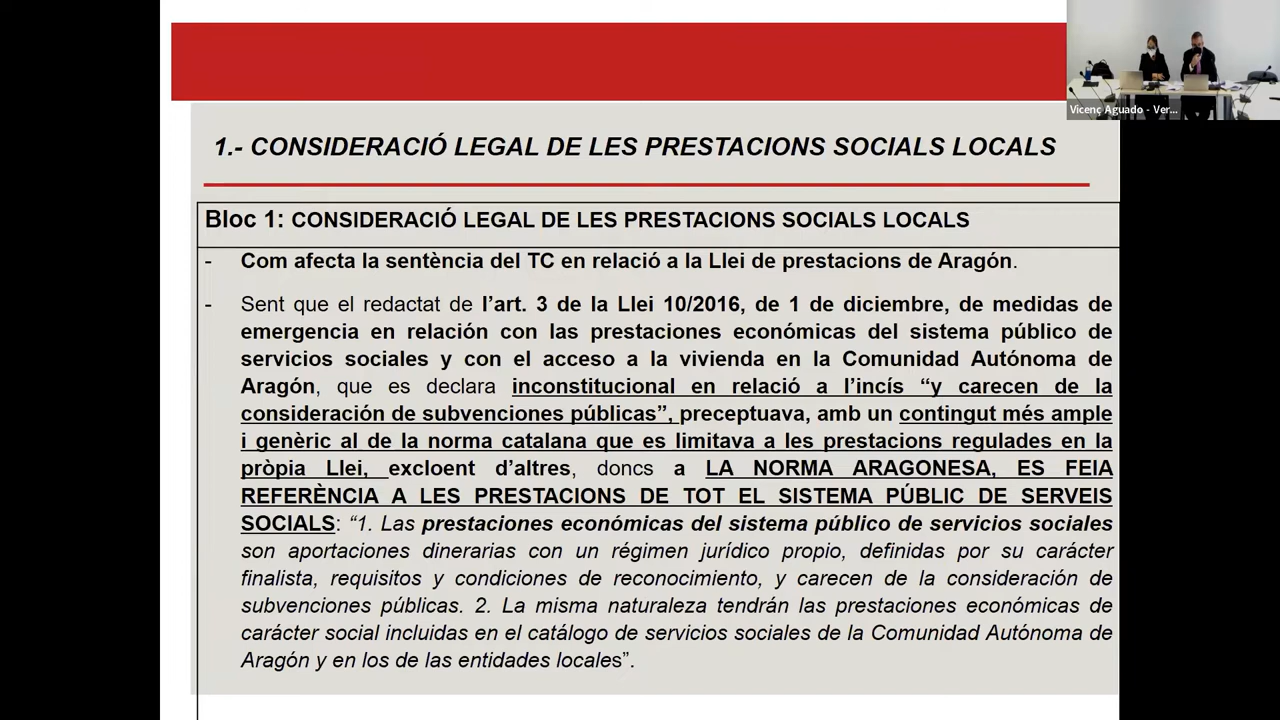 Vicenç Aguado - Ver...
1.- CONSIDERACIÓ LEGAL DE LES PRESTACIONS SOCIALS LOCALS
Bloc 1: CONSIDERACIÓ LEGAL DE LES PRESTACIONS SOCIALS LOCALS
- Com afecta la sentència del TC en relació a la Llei de prestacions de Aragón.
- Sent que el redactat de l’art. 3 de la Llei 10/2016, de 1 de diciembre, de medidas de
emergencia en relación con las prestaciones económicas del sistema público de
servicios sociales y con el acceso a la vivienda en la Comunidad Autónoma de
Aragón, que es declara inconstitucional en relació a l’incís “y carecen de la
consideración de subvenciones públicas”, preceptuava, amb un contingut més ample
i genèric al de la norma catalana que es limitava a les prestacions regulades en la
pròpia Llei, excloent d’altres, doncs a LA NORMA ARAGONESA, ES FEIA
REFERÈNCIA A LES PRESTACIONS DE TOT EL SISTEMA PÚBLIC DE SERVEIS
SOCIALS: “1. Las prestaciones económicas del sistema público de servicios sociales
son aportaciones dinerarias con un régimen jurídico propio, definidas por su carácter
finalista, requisitos y condiciones de reconocimiento, y carecen de la consideración de
subvenciones públicas. 2. La misma naturaleza tendrán las prestaciones económicas de
carácter social incluidas en el catálogo de servicios sociales de la Comunidad Autónoma de
Aragón y en los de las entidades locales”.